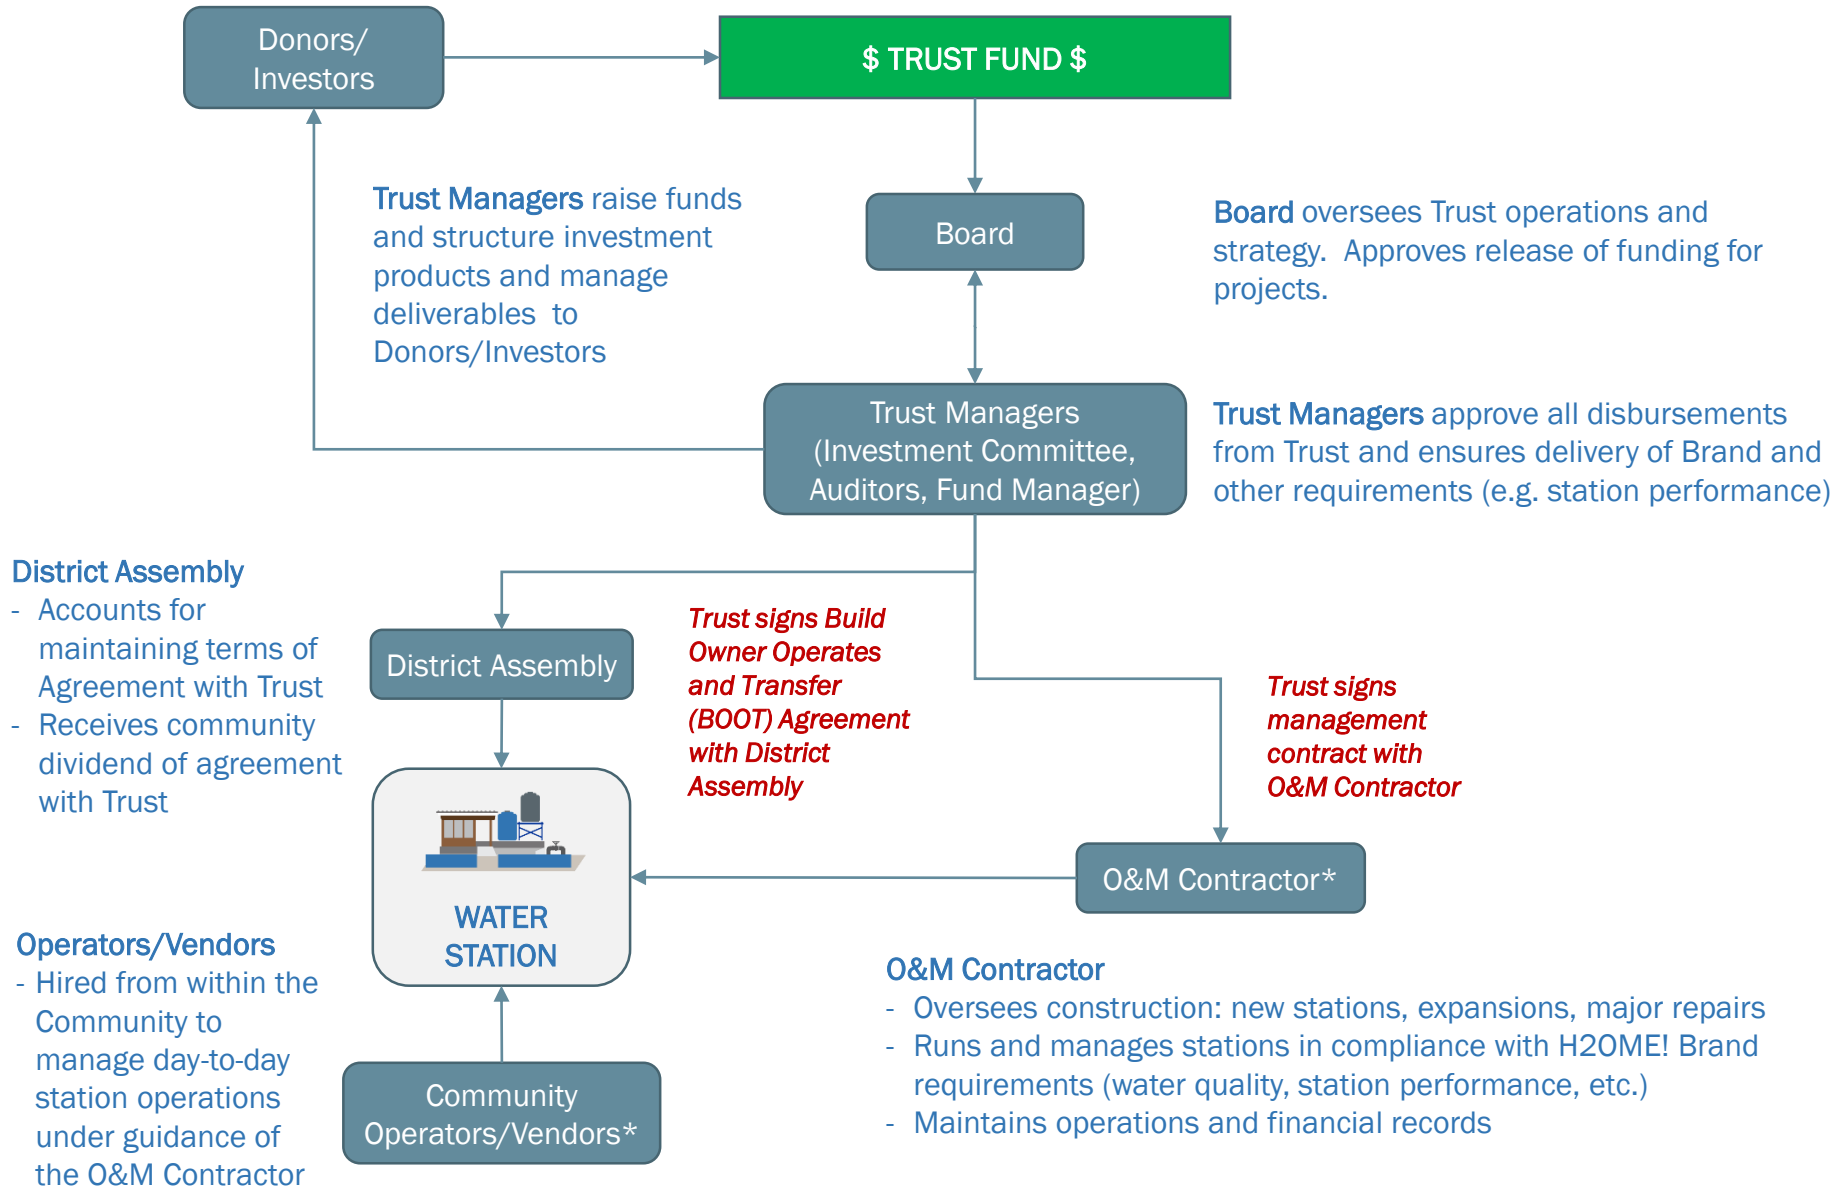 Donors/
Investors
$ TRUST FUND $
Trust Managers raise funds
and structure investment
products and manage
deliverables  to
Donors/Investors
Board
Board oversees Trust operations and
strategy.  Approves release of funding for
projects.
Trust Managers
(Investment Committee,
Auditors, Fund Manager)
Trust Managers approve all disbursements
from Trust and ensures delivery of Brand and
other requirements (e.g. station performance)
District Assembly
- Accounts for
maintaining terms of
Agreement with Trust
- Receives community
dividend of agreement
with Trust
District Assembly
Trust signs Build
Owner Operates
and Transfer
(BOOT) Agreement
with District
Assembly
Trust signs
management
contract with
O&M Contractor
WATER
STATION
O&M Contractor*
Operators/Vendors
- Hired from within the
Community to
manage day-to-day
station operations
under guidance of
the O&M Contractor
Community
Operators/Vendors*
O&M Contractor
- Oversees construction: new stations, expansions, major repairs
- Runs and manages stations in compliance with H2OME! Brand
requirements (water quality, station performance, etc.)
- Maintains operations and financial records